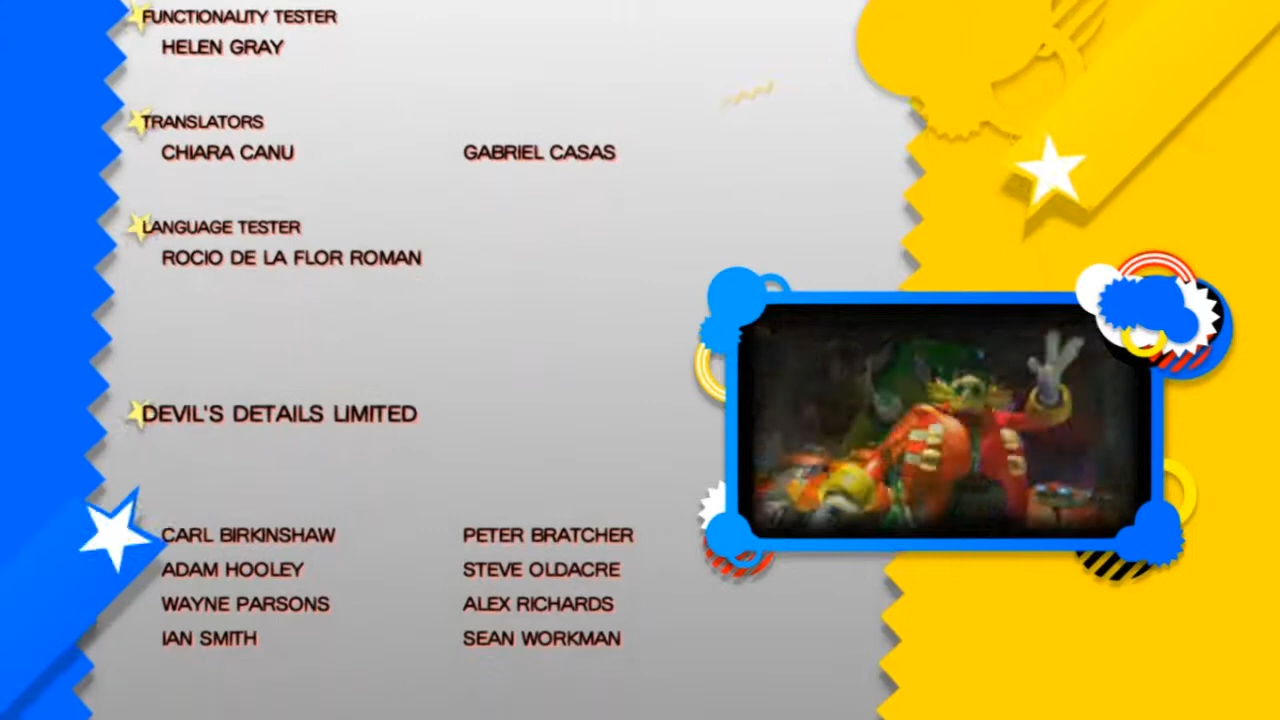 FUNCTIONALITY TESTER
HELEN GRAY
TRANSLATORS
CHIARA CANU GABRIEL CASAS
LANGUAGE TESTER
ROCIO DE LA FLOR ROMAN
DEVIL'S DETAILS LIMITED
CARL BIRKINSHAW PETER BRATCHER
ADAM HOOLEY STEVE OLDACRE
WAYNE PARSONS ALEX RICHARDS
IAN SMITH SEAN WORKMAN